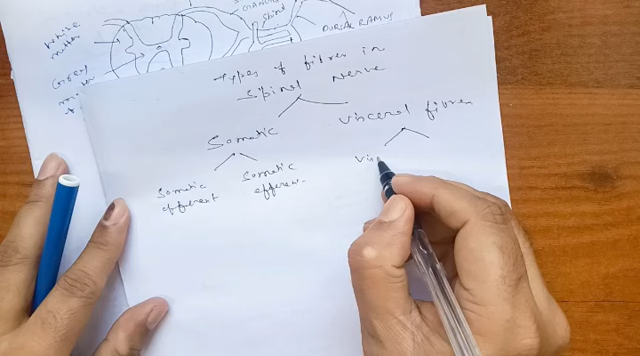 white
matter
Grey
DORSAL RAMUS
Types of fibres in
Spinal Nerve
Somatic
Visceral fibres
Somatic
afferent
Somatic
efferent.
Vis